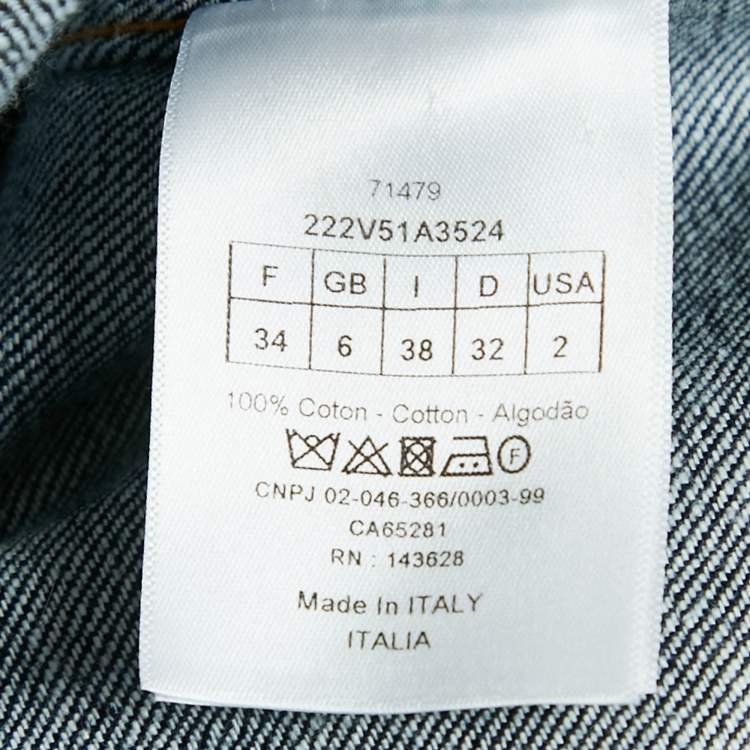 71479
222V51A3524
F GB I D USA
34 6 38 32 2
100% Coton - Cotton - Algodão
F
CNPJ 02-046-366/0003-99
CA65281
RN : 143628
Made In ITALY
ITALIA